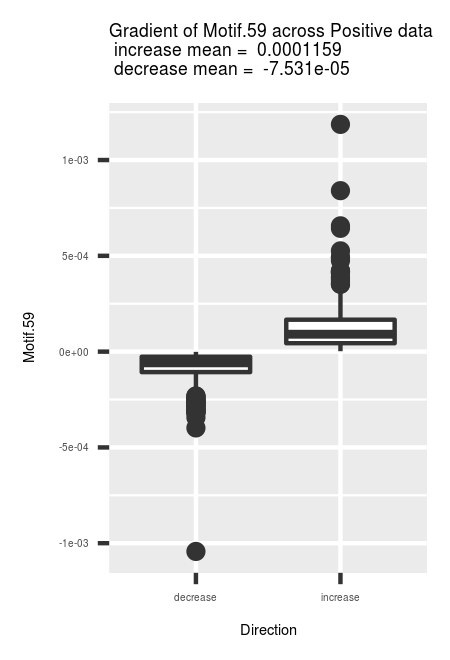 Gradient of Motif.59 across Positive data
increase mean =  0.0001159
decrease mean =  -7.531e-05
1e-03
5e-04
0e+00
-5e-04
-1e-03
Motif.59
decrease increase
Direction